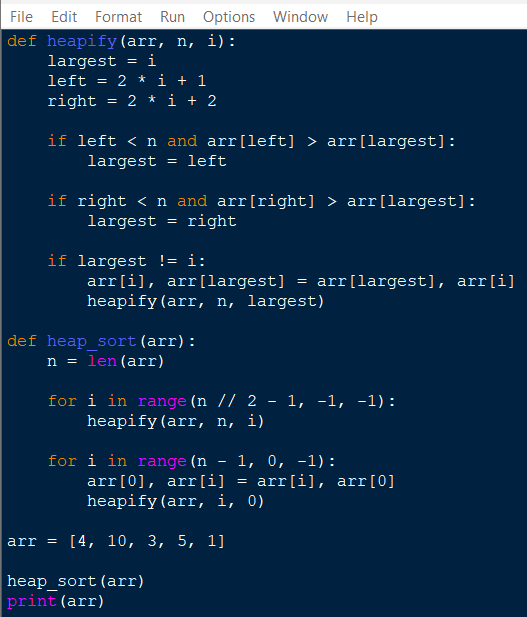 File Edit Format Run Options Window Help
def heapify(arr, n, i):
    largest = i
    left = 2 * i + 1
    right = 2 * i + 2

    if left < n and arr[left] > arr[largest]:
        largest = left

    if right < n and arr[right] > arr[largest]:
        largest = right

    if largest != i:
        arr[i], arr[largest] = arr[largest], arr[i]
        heapify(arr, n, largest)

def heap_sort(arr):
    n = len(arr)

    for i in range(n // 2 - 1, -1, -1):
        heapify(arr, n, i)

    for i in range(n - 1, 0, -1):
        arr[0], arr[i] = arr[i], arr[0]
        heapify(arr, i, 0)

arr = [4, 10, 3, 5, 1]

heap_sort(arr)
print(arr)